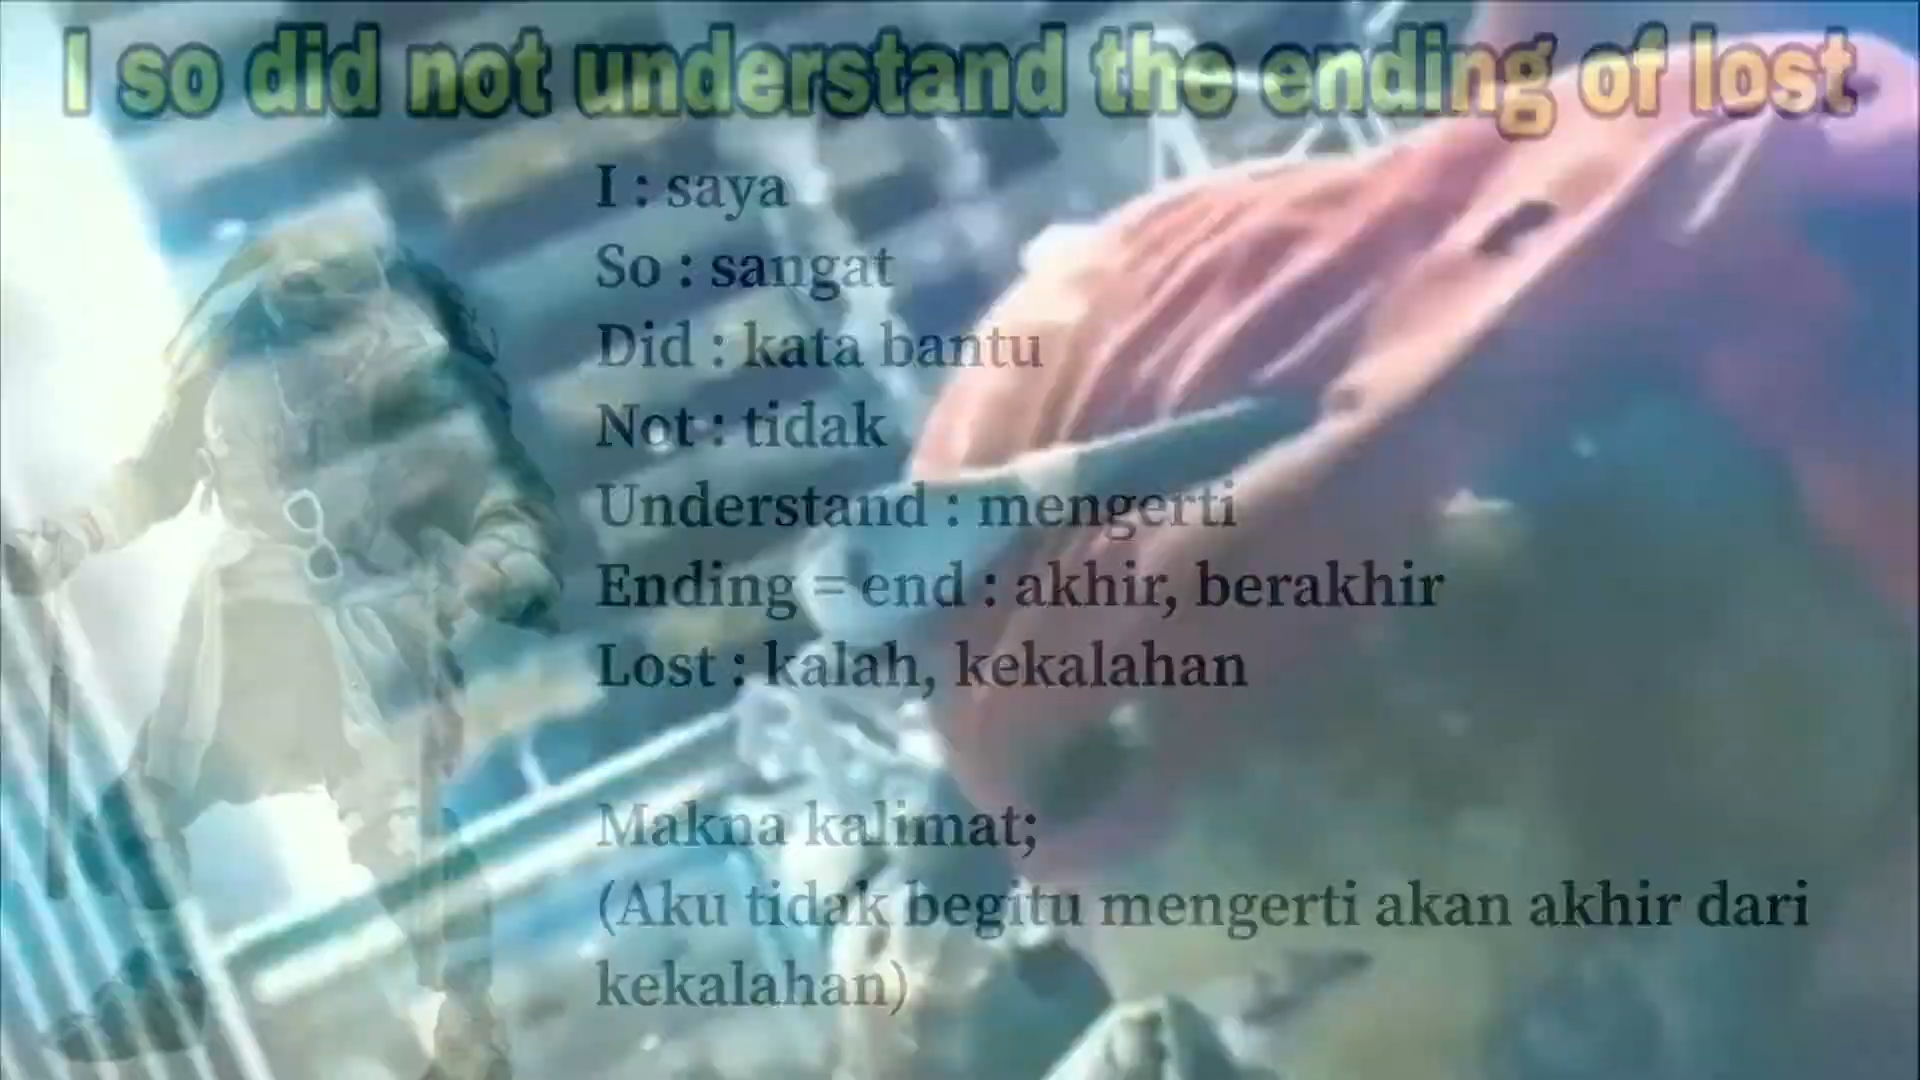 I so did not understand the ending of lost
I : saya
So : sangat
Did : kata bantu
Not : tidak
Understand : mengerti
Ending = end : akhir, berakhir
Lost : kalah, kekalahan
Makna kalimat;
(Aku tidak begitu mengerti akan akhir dari
kekalahan)